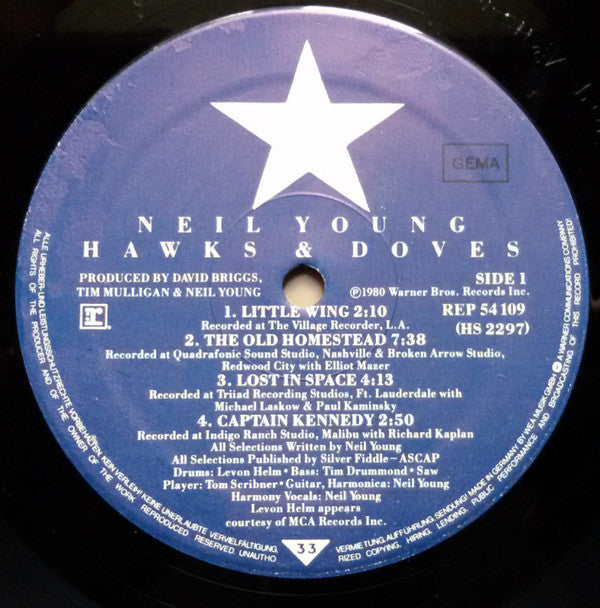 GEMA
NEIL YOUNG
HAWKS & DOVES
PRODUCED BY DAVID BRIGGS,
TIM MULLIGAN & NEIL YOUNG
SIDE 1
℗1980 Warner Bros. Records Inc.
REP 54 109
(HS 2297)
r
1. LITTLE WING 2:10
Recorded at The Village Recorder, L.A.
2. THE OLD HOMESTEAD 7:38
Recorded at Quadrafonic Sound Studio, Nashville & Broken Arrow Studio,
Redwood City with Elliot Mazer
3. LOST IN SPACE 4:13
Recorded at Triiad Recording Studios, Ft. Lauderdale with
Michael Laskow & Paul Kaminsky
4. CAPTAIN KENNEDY 2:50
Recorded at Indigo Ranch Studio, Malibu with Richard Kaplan
All Selections Written by Neil Young
All Selections Published by Silver Fiddle—ASCAP
Drums: Levon Helm • Bass: Tim Drummond • Saw
Player: Tom Scribner • Guitar, Harmonica: Neil Young
Harmony Vocals: Neil Young
Levon Helm appears
courtesy of MCA Records Inc.
33
ALLE URHEBER- UND LEISTUNGSSCHUTZRECHTE VORBEHALTEN. KEIN VERLEIH! KEINE UNERLAUBTE VERVIELFÄLTIGUNG, VERMIETUNG, AUFFÜHRUNG, SENDUNG! MADE IN GERMANY BY WEA MUSIK GMBH A WARNER COMMUNICATIONS COMPANY
ALL RIGHTS OF THE PRODUCER AND OF THE OWNER OF THE WORK REPRODUCED RESERVED. UNAUTHORIZED COPYING, HIRING, LENDING, PUBLIC PERFORMANCE AND BROADCASTING OF THIS RECORD PROHIBITED!